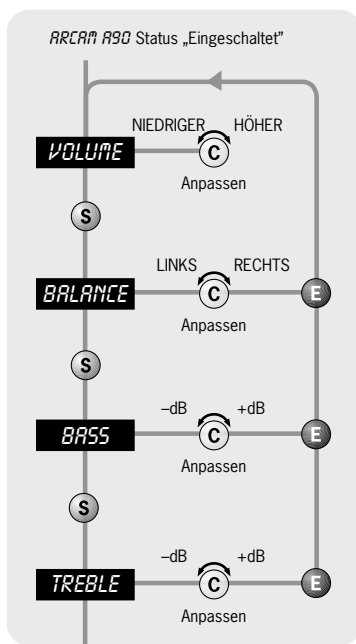 ARCAM A90 Status „Eingeschaltet”
NIEDRIGER HÖHER
VOLUME C
Anpassen
S
LINKS RECHTS
BALANCE C E
Anpassen
S
–dB +dB
BASS C E
Anpassen
S
–dB +dB
TREBLE C E
Anpassen